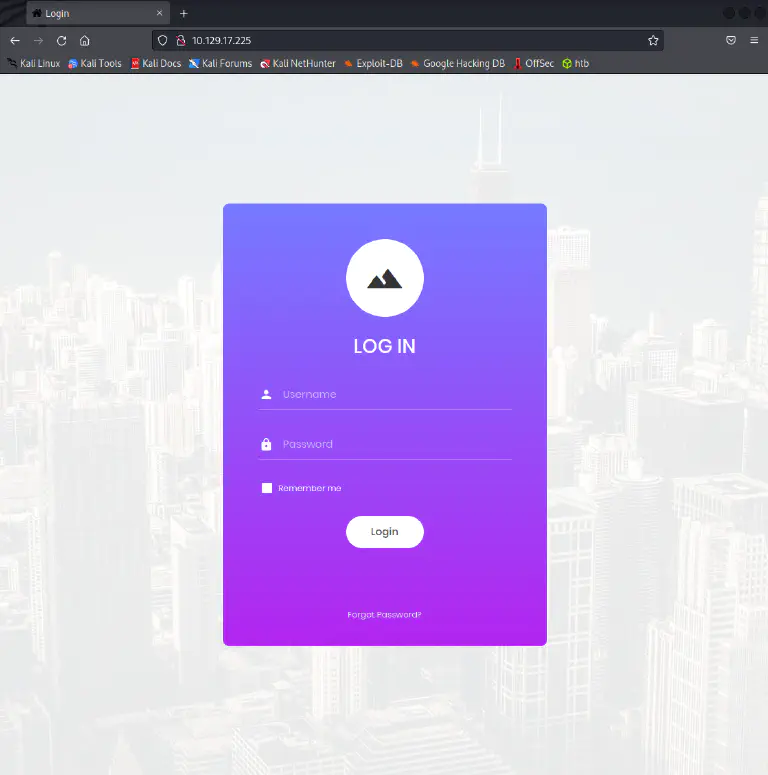 Login
10.129.17.225
Kali Linux Kali Tools Kali Docs Kali Forums Kali NetHunter Exploit-DB Google Hacking DB OffSec htb
LOG IN
Username
Password
Remember me
Login
Forgot Password?